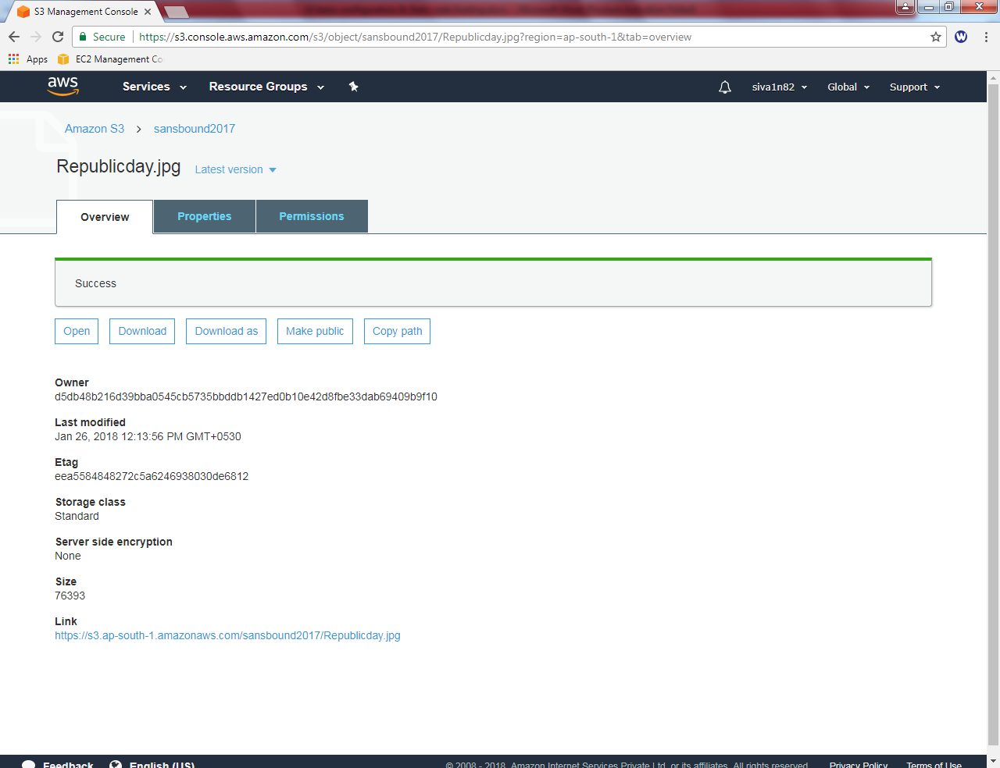 S3 Management Console
Secure https://s3.console.aws.amazon.com/s3/object/sansbound2017/Republicday.jpg?region=ap-south-1&tab=overview
Apps EC2 Management Co
aws Services Resource Groups siva1n82 Global Support
Amazon S3 > sansbound2017
Republicday.jpg Latest version
Overview Properties Permissions
Success
Open Download Download as Make public Copy path
Owner
d5db48b216d39bba0545cb5735bbddb1427ed0b10e42d8fbe33dab69409b9f10
Last modified
Jan 26, 2018 12:13:56 PM GMT+0530
Etag
eea5584848272c5a6246938030de6812
Storage class
Standard
Server side encryption
None
Size
76393
Link
https://s3.ap-south-1.amazonaws.com/sansbound2017/Republicday.jpg
Feedback English (US) © 2008 - 2018, Amazon Internet Services Private Ltd. or its affiliates. All rights reserved. Privacy Policy Terms of Use